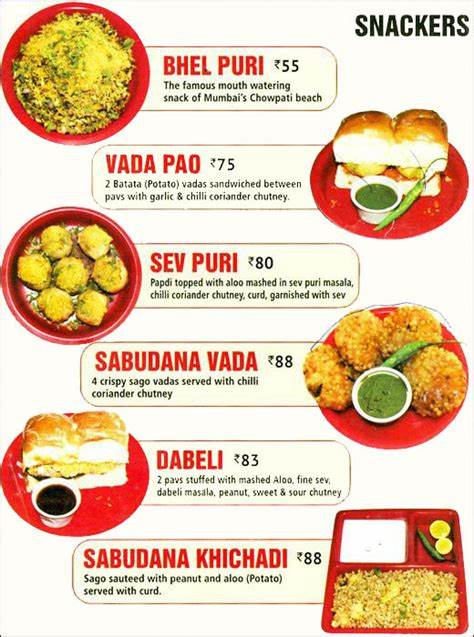 SNACKERS
BHEL PURI ₹55
The famous mouth watering
snack of Mumbai's Chowpati beach
VADA PAO ₹75
2 Batata (Potato) vadas sandwiched between
pavs with garlic & chilli coriander chutney.
SEV PURI ₹80
Papdi topped with aloo mashed in sev puri masala,
chilli coriander chutney, curd, garnished with sev
SABUDANA VADA ₹88
4 crispy sago vadas served with chilli
coriander chutney
DABELI ₹83
2 pavs stuffed with mashed Aloo, fine sev,
dabeli masala, peanut, sweet & sour chutney
SABUDANA KHICHADI ₹88
Sago sauteed with peanut and aloo (Potato)
served with curd.